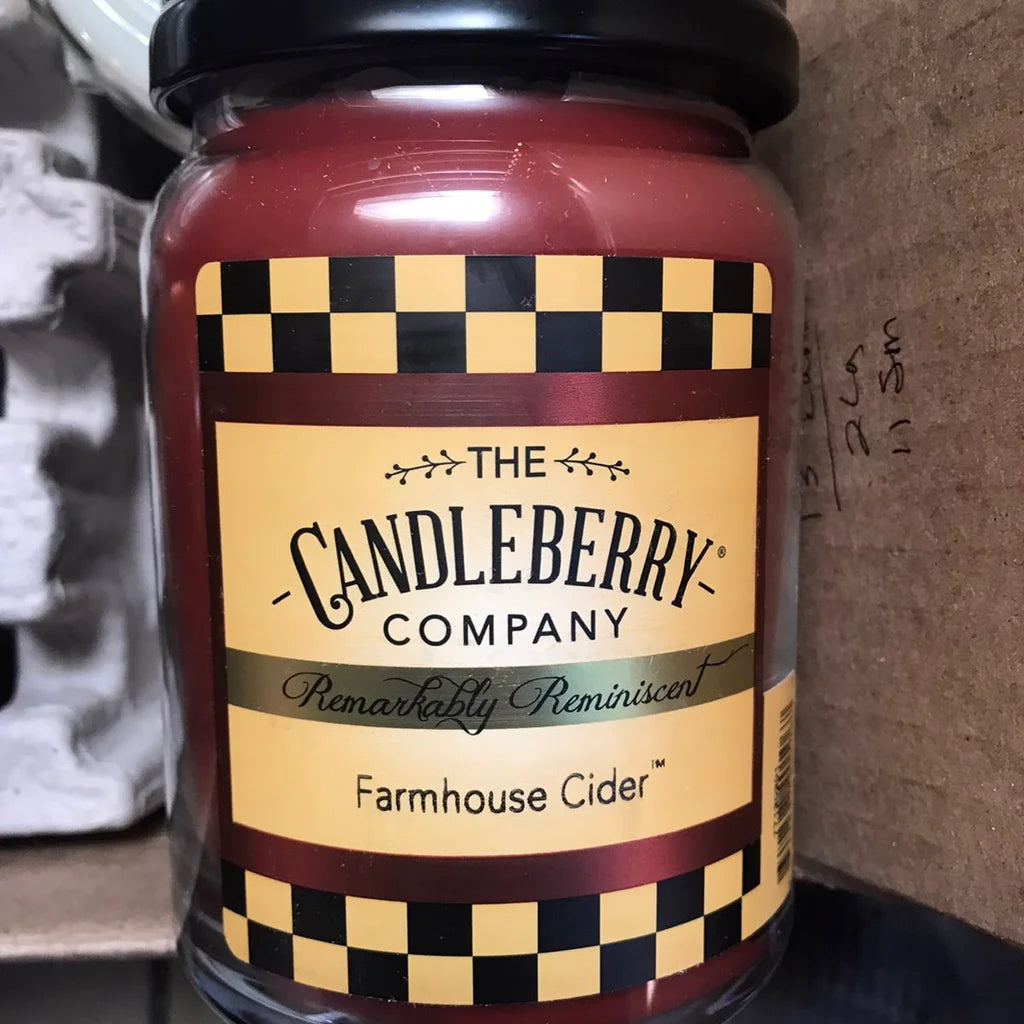 THE
CANDLEBERRY®
COMPANY
Remarkably Reminiscent
Farmhouse Cider™